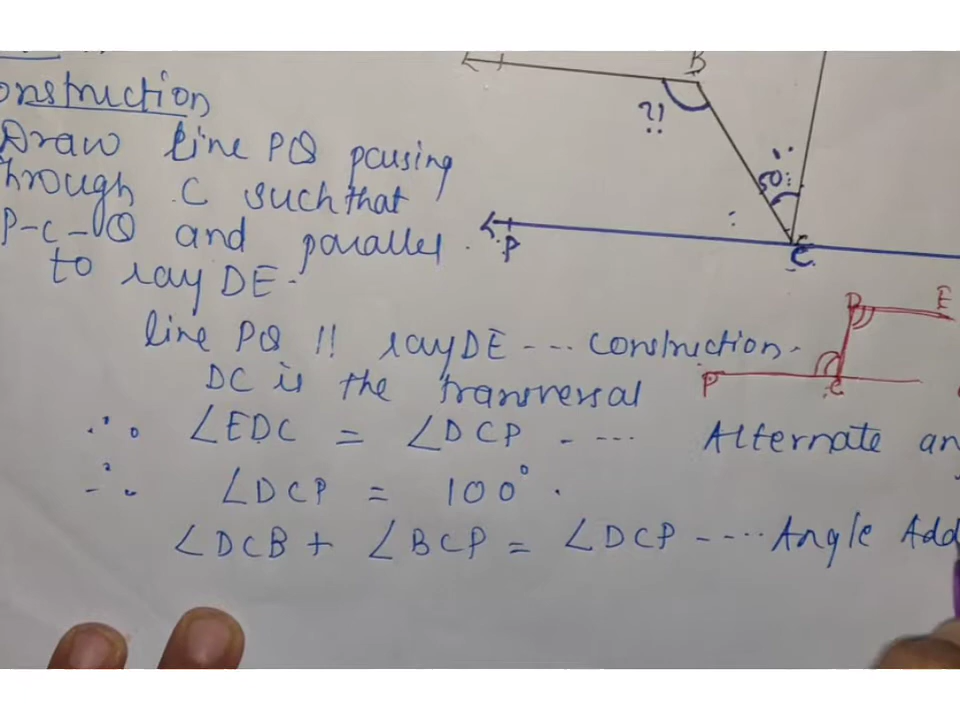 onstruction
Draw line PQ passing
through C such that
P-C-Q and parallel
to ray DE.
line PQ || ray DE --- construction.
DC is the transversal
∴ ∠EDC = ∠DCP - --- Alternate an
∴ ∠DCP = 100°.
∠DCB + ∠BCP = ∠DCP ----- Angle Add
B
?!
50
P
C
D
E
P
C